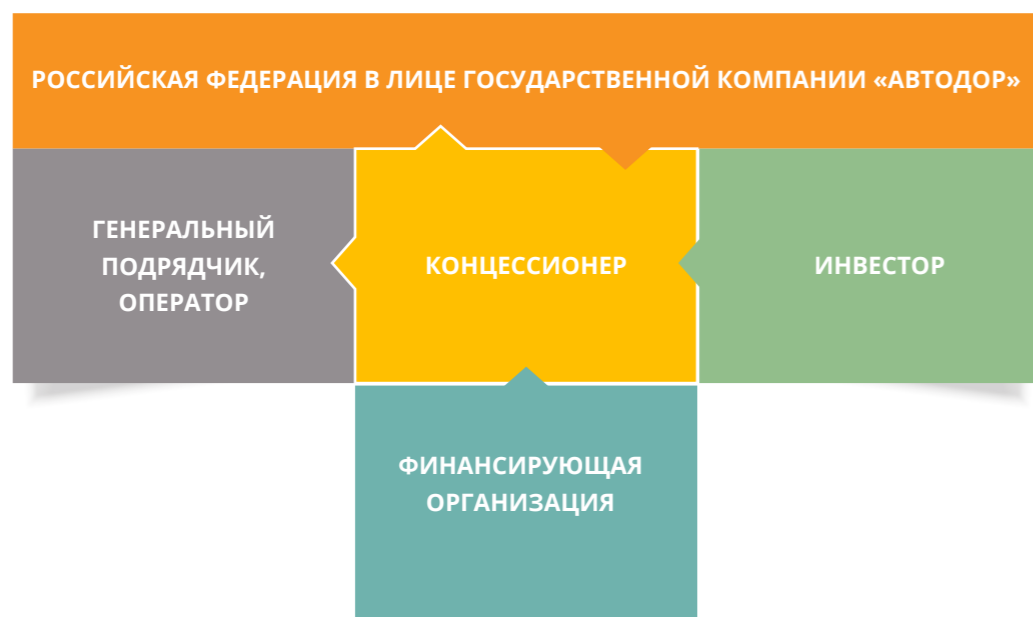 РОССИЙСКАЯ ФЕДЕРАЦИЯ В ЛИЦЕ ГОСУДАРСТВЕННОЙ КОМПАНИИ «АВТОДОР»
ГЕНЕРАЛЬНЫЙ
ПОДРЯДЧИК,
ОПЕРАТОР
КОНЦЕССИОНЕР
ИНВЕСТОР
ФИНАНСИРУЮЩАЯ
ОРГАНИЗАЦИЯ